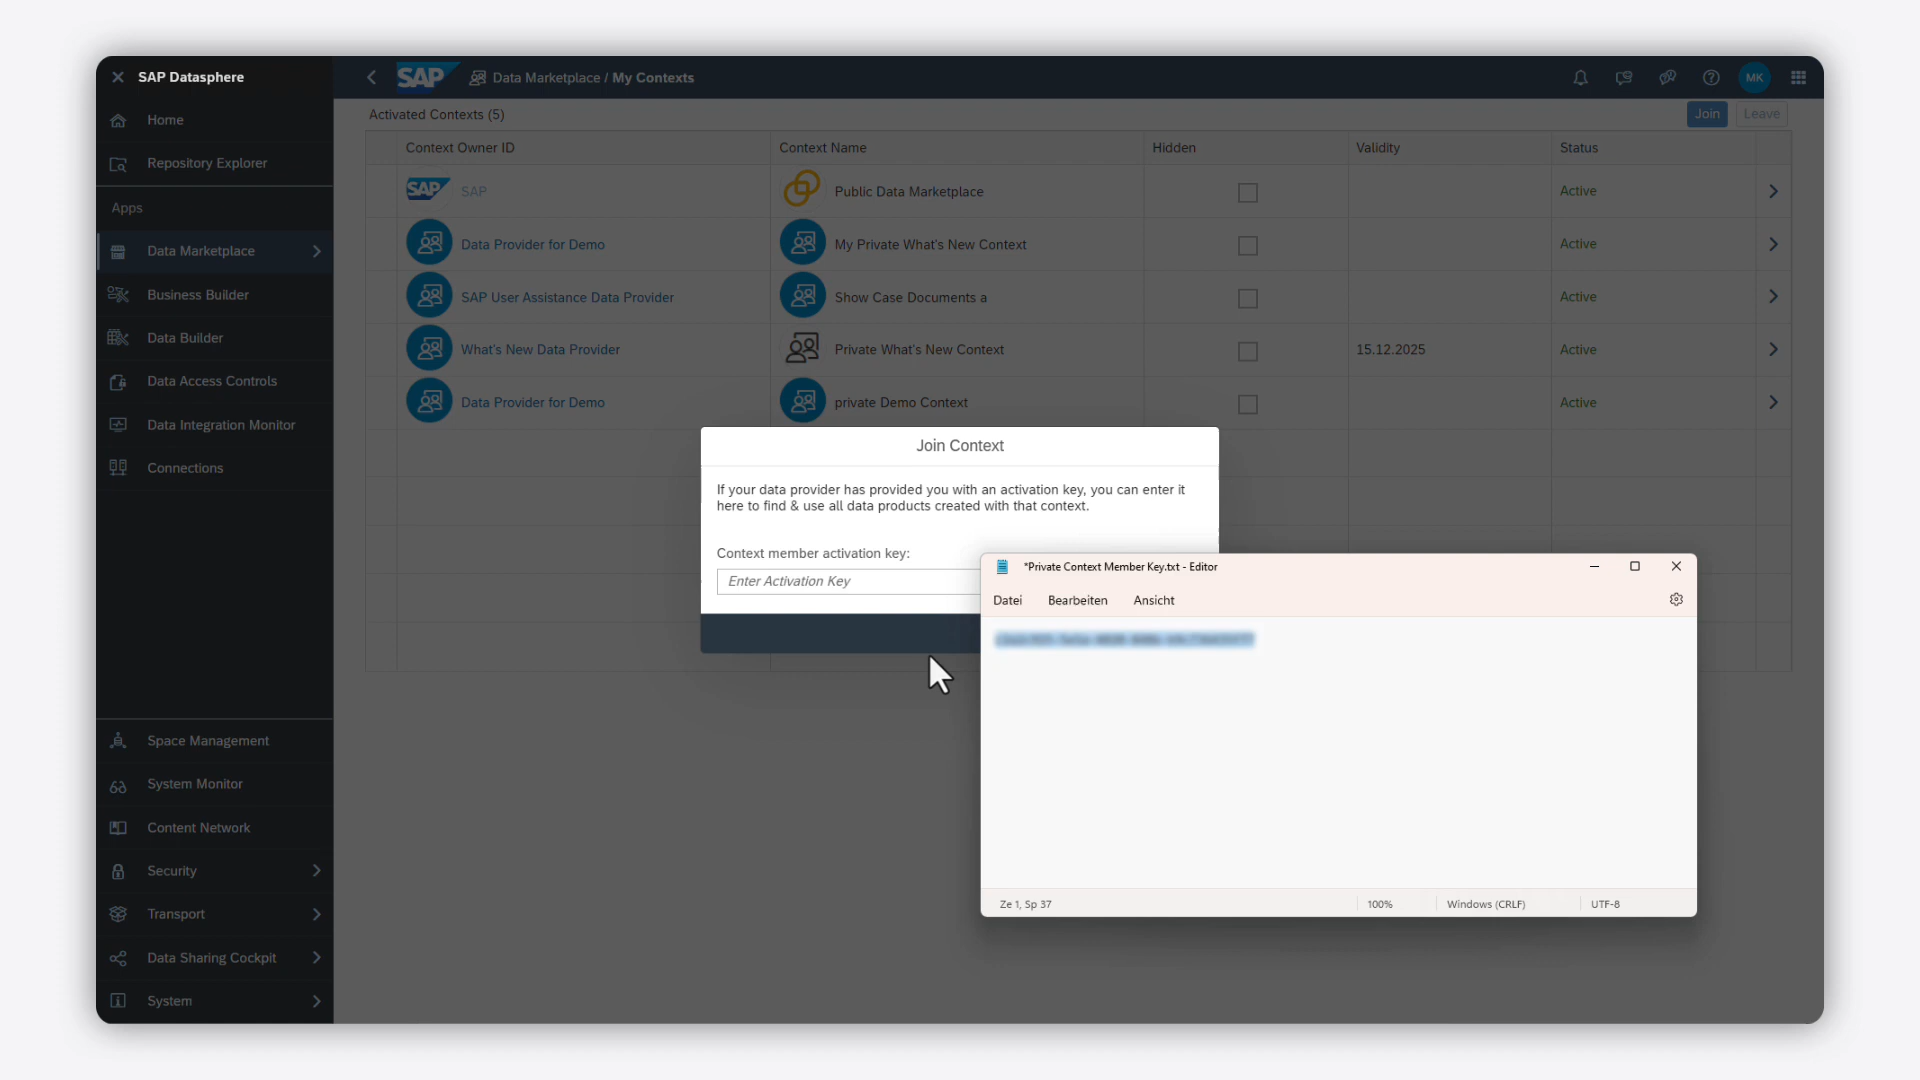 SAP Datasphere
Home
Repository Explorer
Apps
Data Marketplace
Business Builder
Data Builder
Data Access Controls
Data Integration Monitor
Connections
Space Management
System Monitor
Content Network
Security
Transport
Data Sharing Cockpit
System
SAP Data Marketplace / My Contexts
MK
Activated Contexts (5)
Join Leave
Context Owner ID Context Name Hidden Validity Status
SAP SAP Public Data Marketplace Active
Data Provider for Demo My Private What's New Context Active
SAP User Assistance Data Provider Show Case Documents a Active
What's New Data Provider Private What's New Context 15.12.2025 Active
Data Provider for Demo private Demo Context Active
Join Context
If your data provider has provided you with an activation key, you can enter it
here to find & use all data products created with that context.
Context member activation key:
Enter Activation Key
*Private Context Member Key.txt - Editor
Datei Bearbeiten Ansicht
Ze 1, Sp 37 100% Windows (CRLF) UTF-8